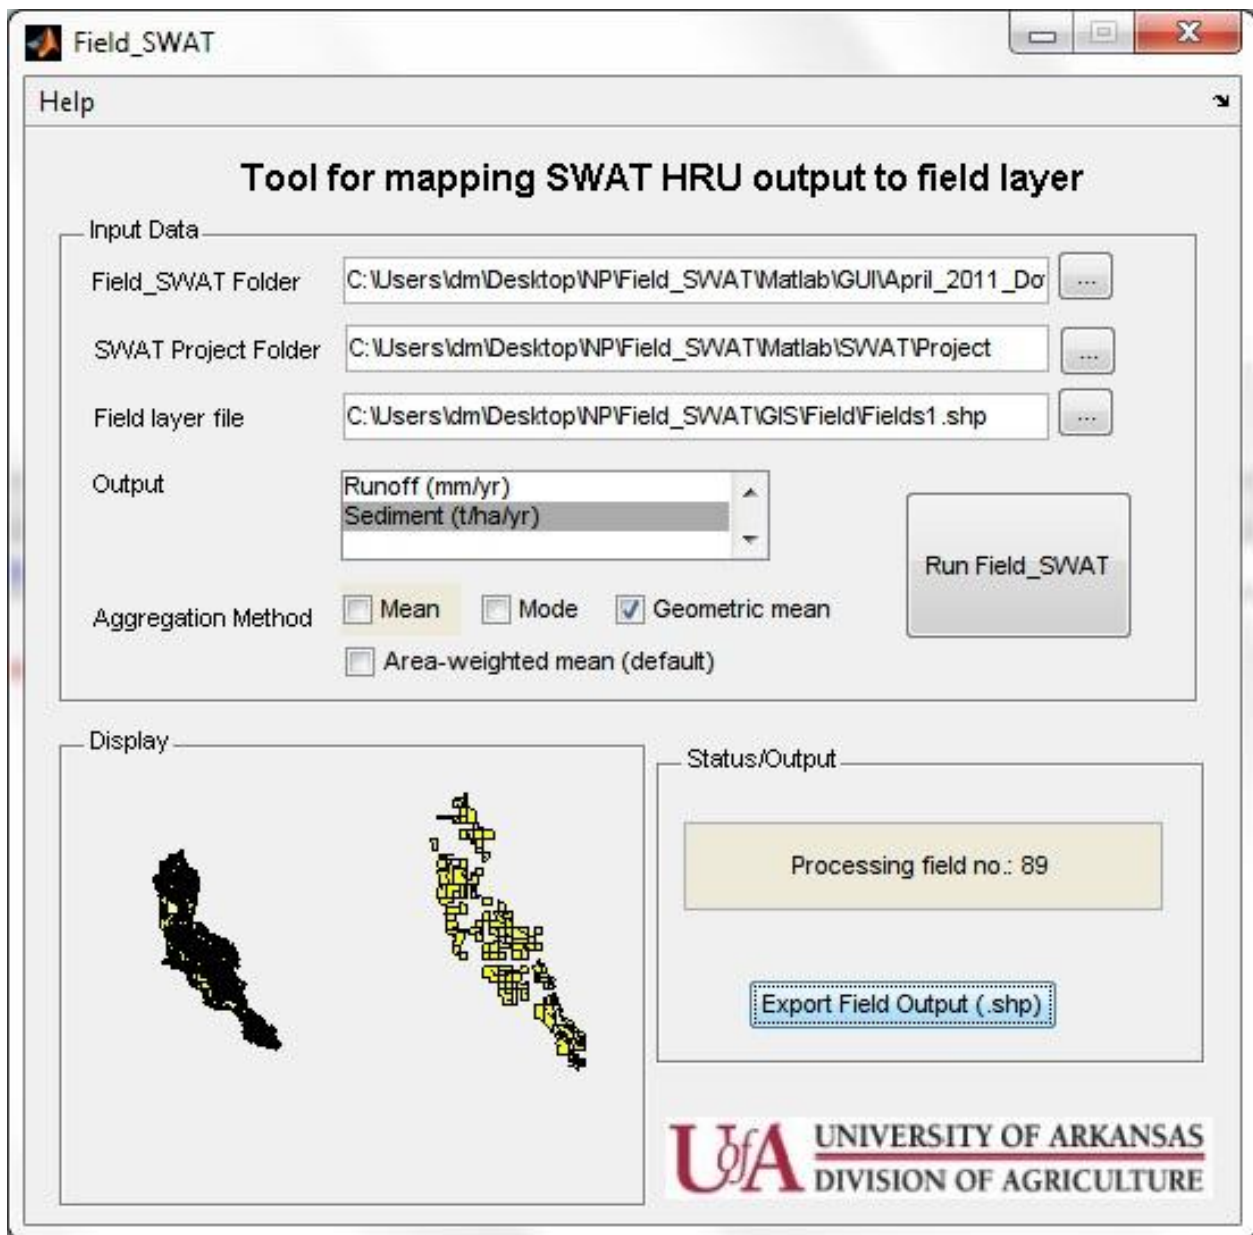 Field_SWAT
Help
Tool for mapping SWAT HRU output to field layer
Input Data
Field_SWAT Folder
C:\Users\dm\Desktop\NP\Field_SWAT\Matlab\GUI\April_2011_Do
...
SWAT Project Folder
C:\Users\dm\Desktop\NP\Field_SWAT\Matlab\SWAT\Project
...
Field layer file
C:\Users\dm\Desktop\NP\Field_SWAT\GIS\Field\Fields1.shp
...
Output
Runoff (mm/yr)
Sediment (t/ha/yr)
Run Field_SWAT
Aggregation Method
Mean
Mode
Geometric mean
Area-weighted mean (default)
Display
Status/Output
Processing field no.: 89
Export Field Output (.shp)
UofA
UNIVERSITY OF ARKANSAS
DIVISION OF AGRICULTURE